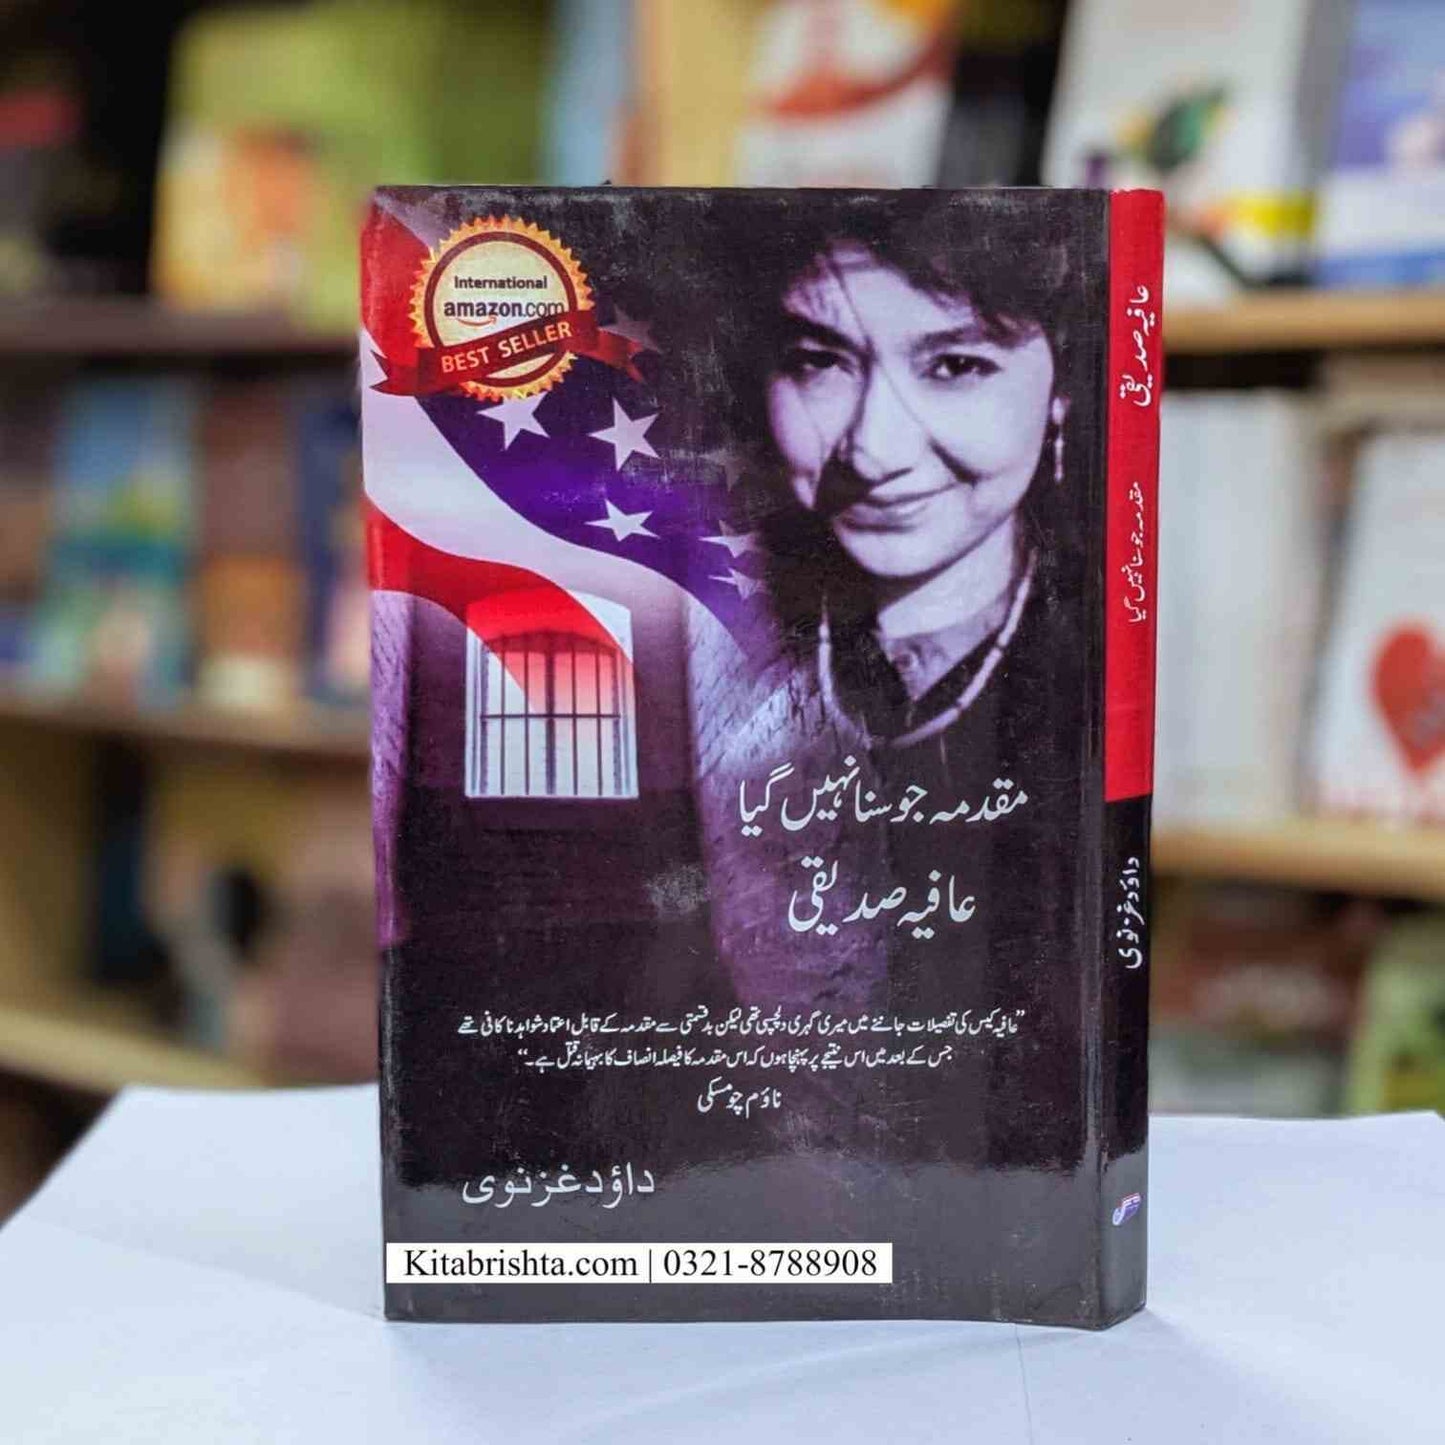 International
amazon.com
BEST SELLER
مقدمہ جو سنا نہیں گیا
عافیہ صدیقی
”عافیہ کیس کی تفصیلات جاننے میں میری گہری دلچسپی تھی لیکن بدقسمتی سے مقدمہ کے قابل اعتماد شواہد ناکافی تھے
جس کے بعد میں اس نتیجے پر پہنچا ہوں کہ اس مقدمہ کا فیصلہ انصاف کا بہیمانہ قتل ہے۔“
ناؤم چومسکی
داؤد غزنوی
Kitabrishta.com | 0321-8788908
عافیہ صدیقی
مقدمہ جو سنا نہیں گیا
داؤد غزنوی